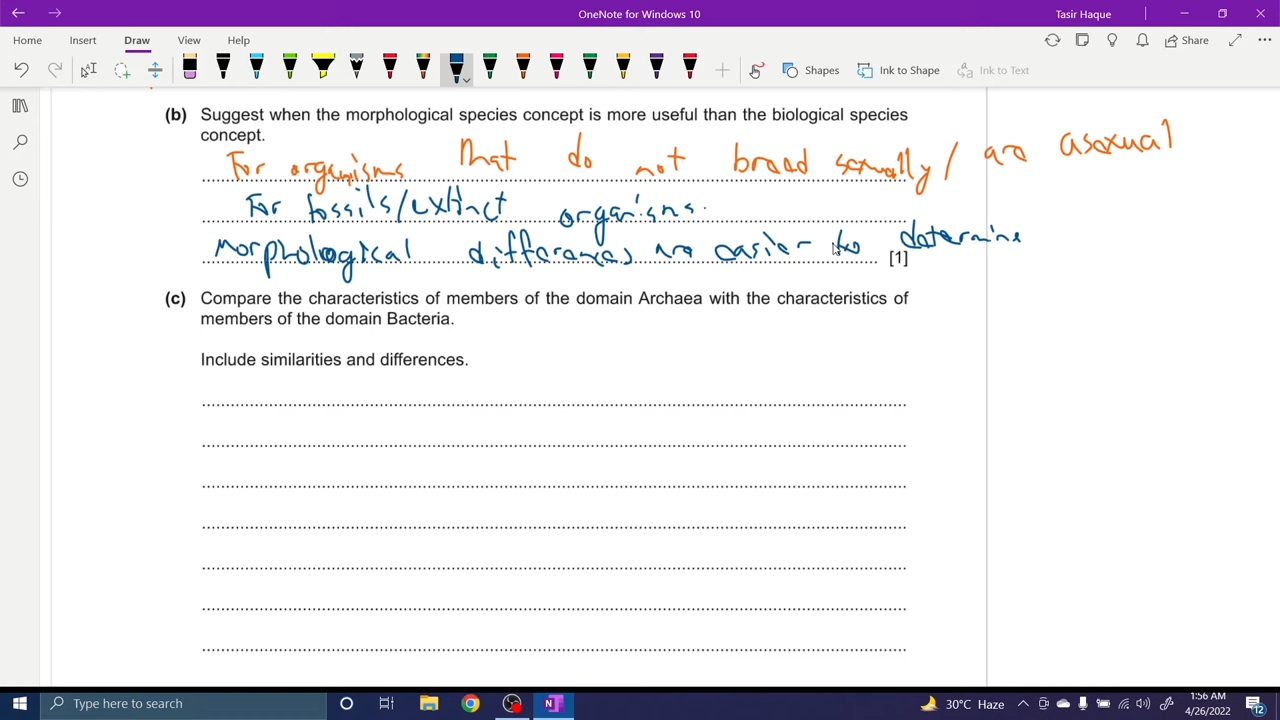 OneNote for Windows 10
Tasir Haque
Home Insert Draw View Help
Share
Shapes
Ink to Shape
Ink to Text
(b) Suggest when the morphological species concept is more useful than the biological species
concept.
For organisms that do not breed sexually / are asexual
For fossils/extinct organisms.
Morphological differences are easier to determine
[1]
(c) Compare the characteristics of members of the domain Archaea with the characteristics of
members of the domain Bacteria.
Include similarities and differences.
Type here to search
30°C Haze
1:56 AM
4/26/2022
12